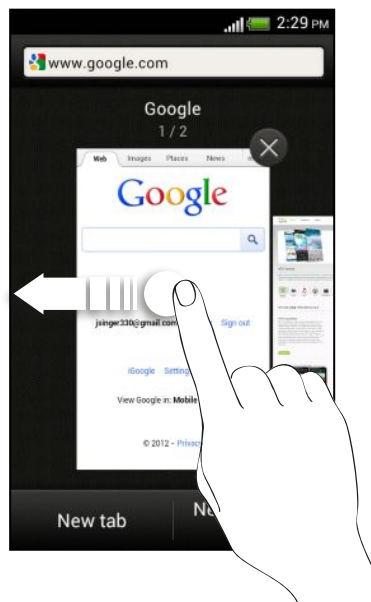 2:29 PM
www.google.com
Google
1 / 2
Web Images Places News
Google
jsinger330@gmail.com Sign out
iGoogle
View Google in: Mobile
© 2012 -
New tab